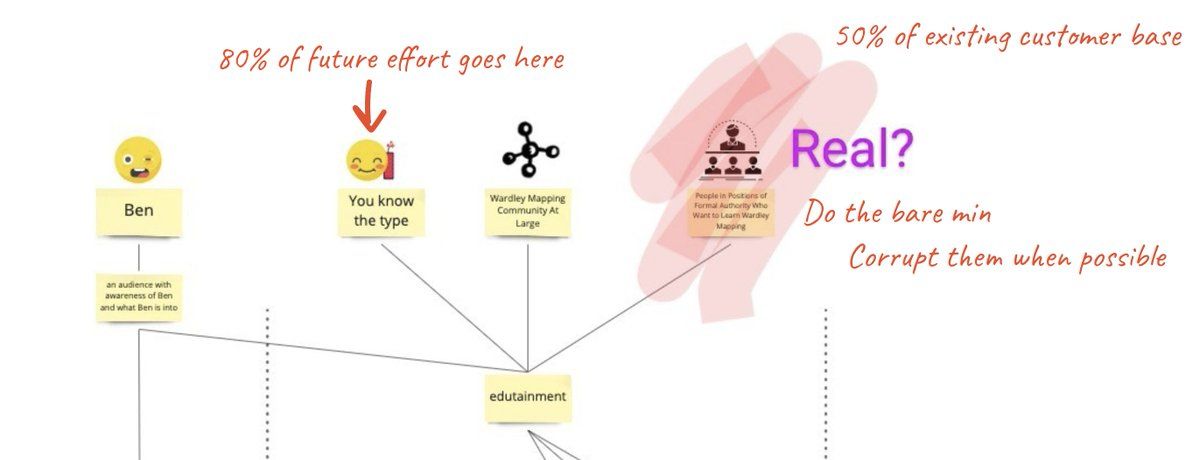 50% of existing customer base
80% of future effort goes here
Real?
Ben
You know
the type
Wardley Mapping
Community At
Large
People in Positions of
Formal Authority Who
Want to Learn Wardley
Mapping
Do the bare min
Corrupt them when possible
an audience with
awareness of Ben
and what Ben is into
edutainment